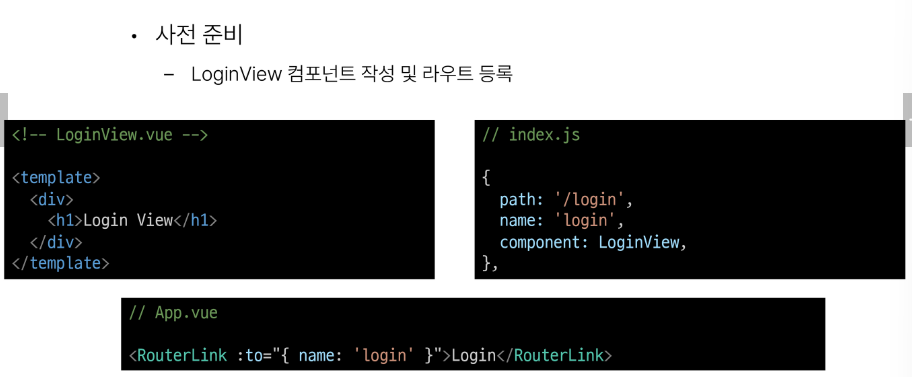 • 사전 준비
– LoginView 컴포넌트 작성 및 라우트 등록
<!-- LoginView.vue -->
<template>
<div>
<h1>Login View</h1>
</div>
</template>
// index.js
{
path: '/login',
name: 'login',
component: LoginView,
},
// App.vue
<RouterLink :to="{ name: 'login' }">Login</RouterLink>